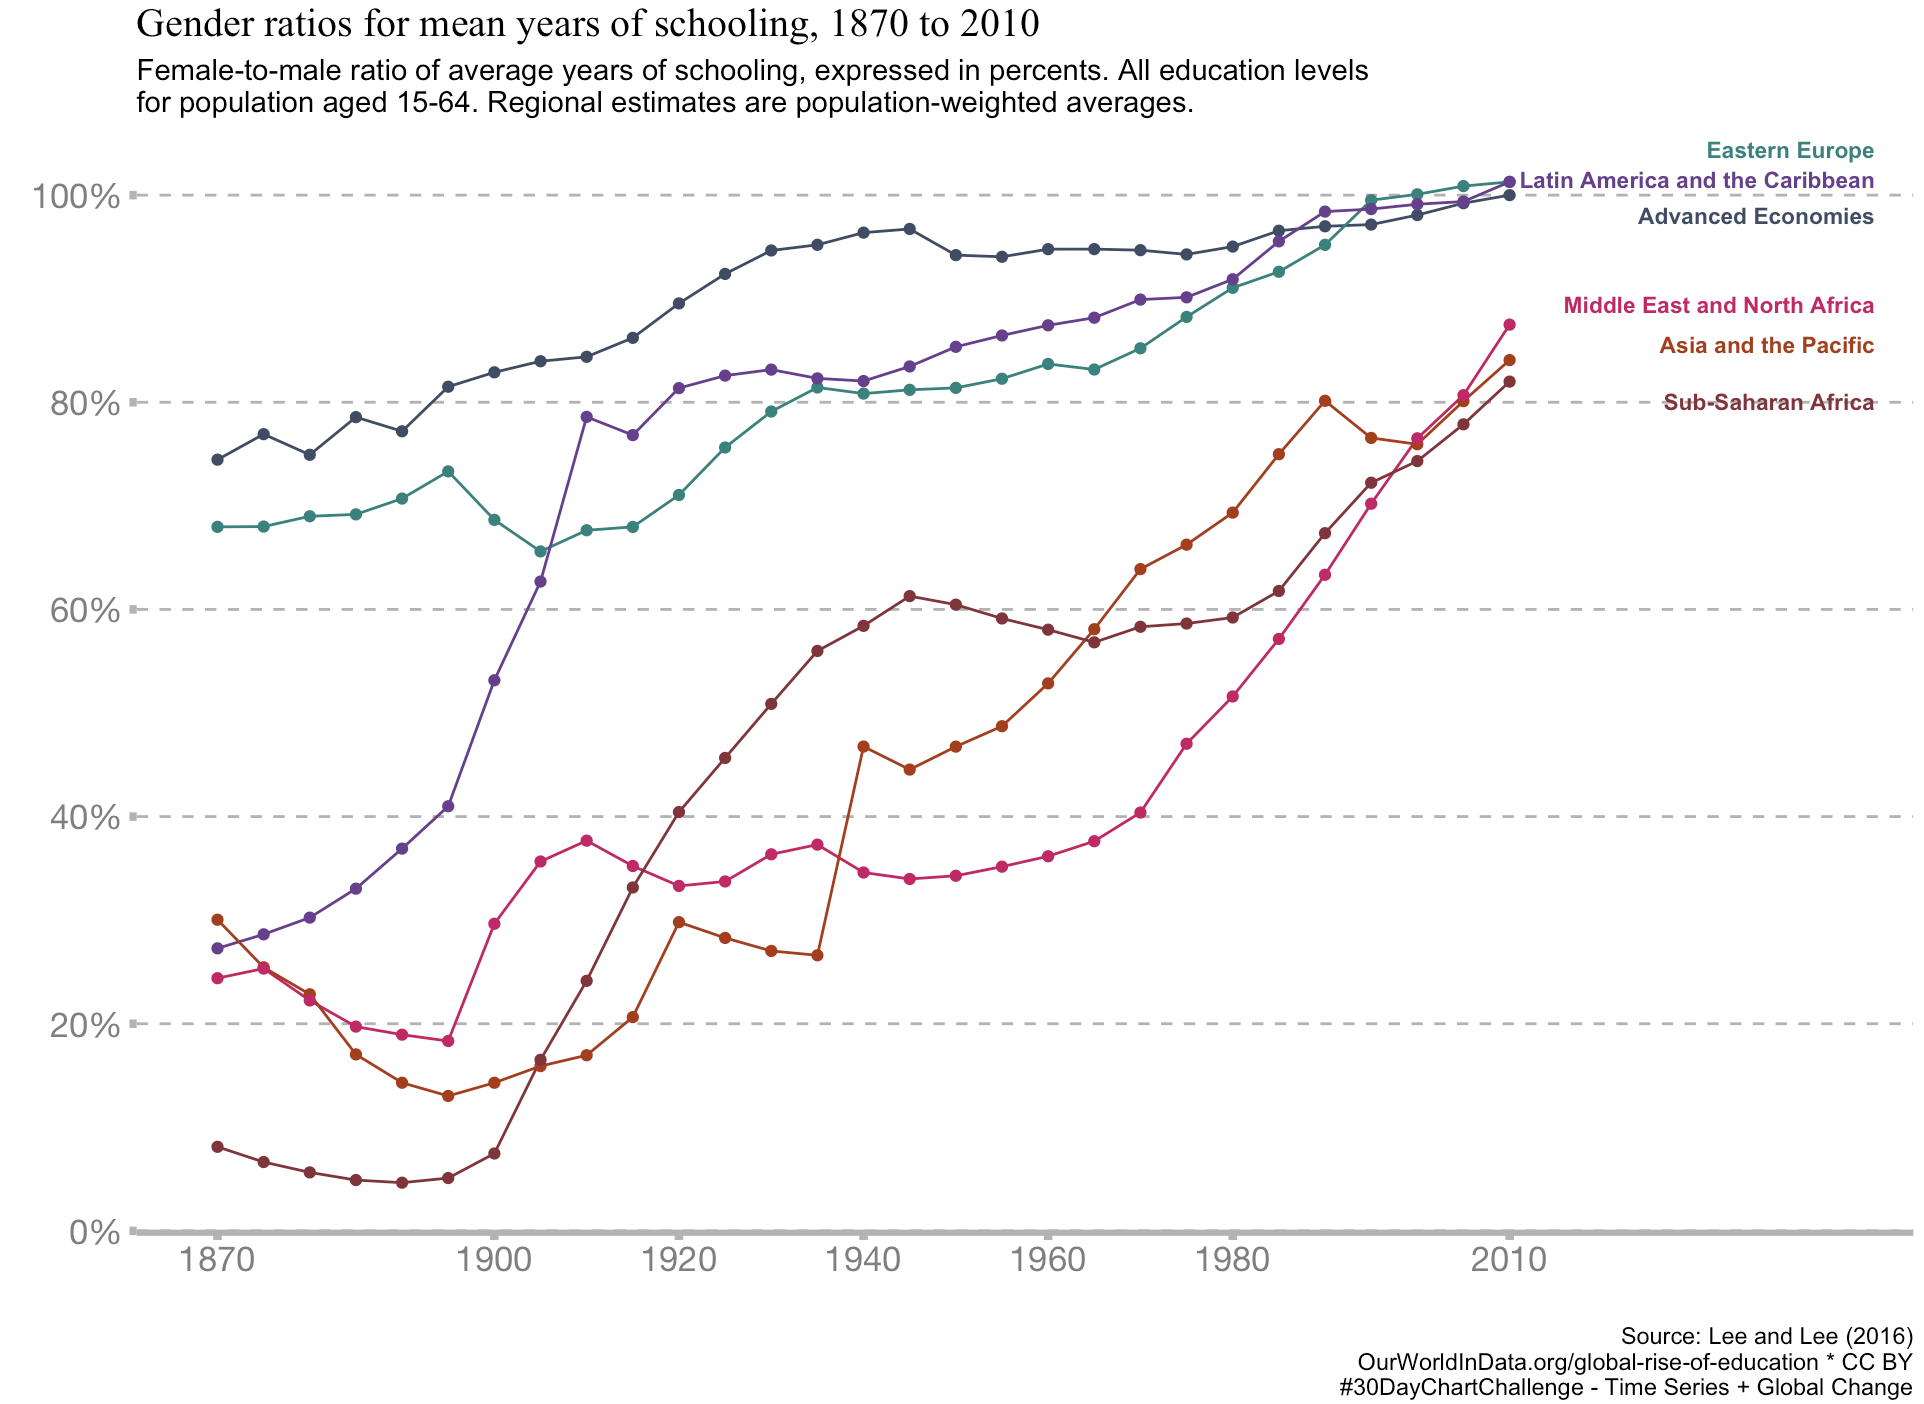 Gender ratios for mean years of schooling, 1870 to 2010
Female-to-male ratio of average years of schooling, expressed in percents. All education levels
for population aged 15-64. Regional estimates are population-weighted averages.
Eastern Europe
100%
Latin America and the Caribbean
Advanced Economies
Middle East and North Africa
Asia and the Pacific
80%
Sub-Saharan Africa
60%
40%
20%
0%
1870 1900 1920 1940 1960 1980 2010
Source: Lee and Lee (2016)
OurWorldInData.org/global-rise-of-education * CC BY
#30DayChartChallenge - Time Series + Global Change